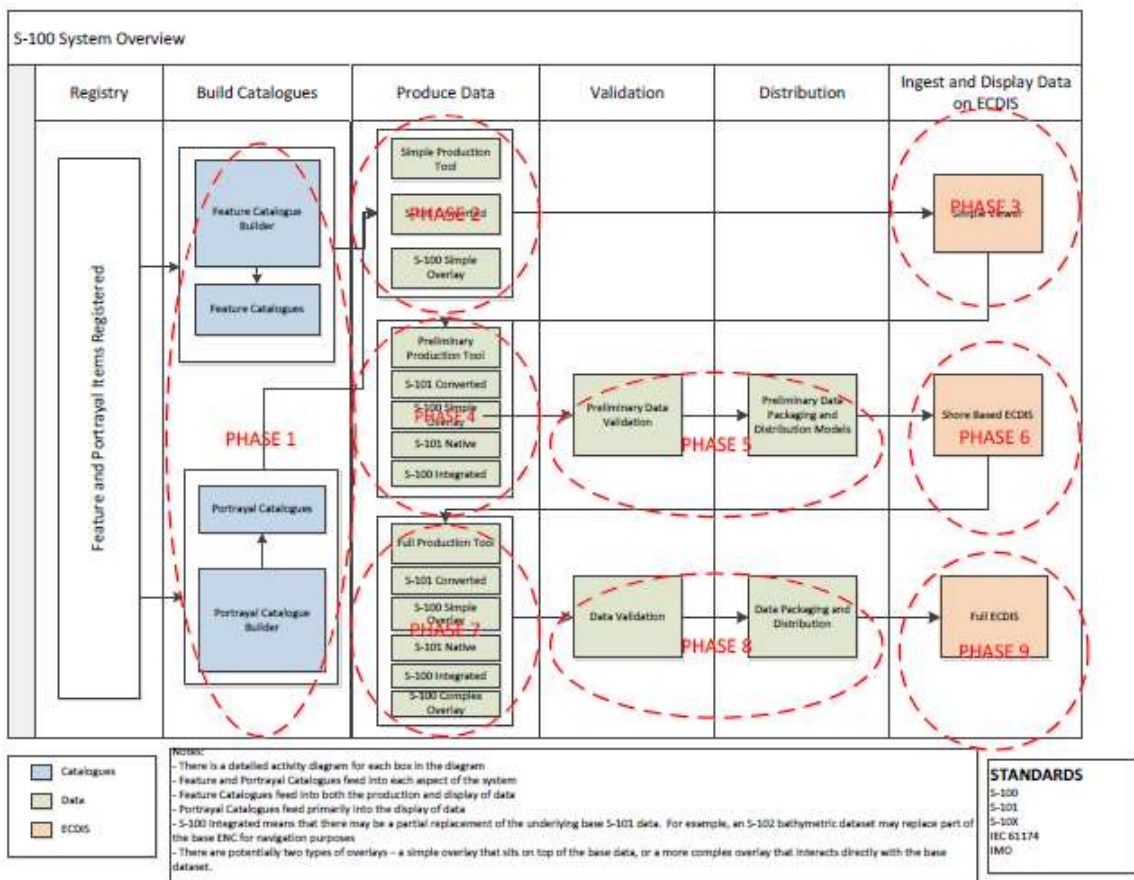 S-100 System Overview
Registry
Build Catalogues
Produce Data
Validation
Distribution
Ingest and Display Data
on ECDIS
Feature and Portrayal Items Registered
Feature Catalogue
Builder
Feature Catalogues
PHASE 1
Portrayal Catalogues
Portrayal Catalogue
Builder
Simple Production
Tool
PHASE 2
S-100 Simple
Overlay
PHASE 3
Simple Viewer
Preliminary
Production Tool
S-101 Converted
S-100 Simple
Overlay
PHASE 4
S-101 Native
S-100 Integrated
Preliminary Data
Validation
Preliminary Data
Packaging and
Distribution Models
PHASE 5
Shore Based ECDIS
PHASE 6
Full Production Tool
S-101 Converted
S-100 Simple
Overlay
PHASE 7
S-101 Native
S-100 Integrated
S-100 Complex
Overlay
Data Validation
Data Packaging and
Distribution
PHASE 8
Full ECDIS
PHASE 9
Catalogues
Data
ECDIS
Notes:
- There is a detailed activity diagram for each box in the diagram
- Feature and Portrayal Catalogues feed into each aspect of the system
- Feature Catalogues feed into both the production and display of data
- Portrayal Catalogues feed primarily into the display of data
- S-100 Integrated means that there may be a partial replacement of the underlying base S-101 data. For example, an S-102 bathymetric dataset may replace part of
the base ENC for navigation purposes
- There are potentially two types of overlays – a simple overlay that sits on top of the base data, or a more complex overlay that interacts directly with the base
dataset.
STANDARDS
S-100
S-101
S-10X
IEC 61174
IMO